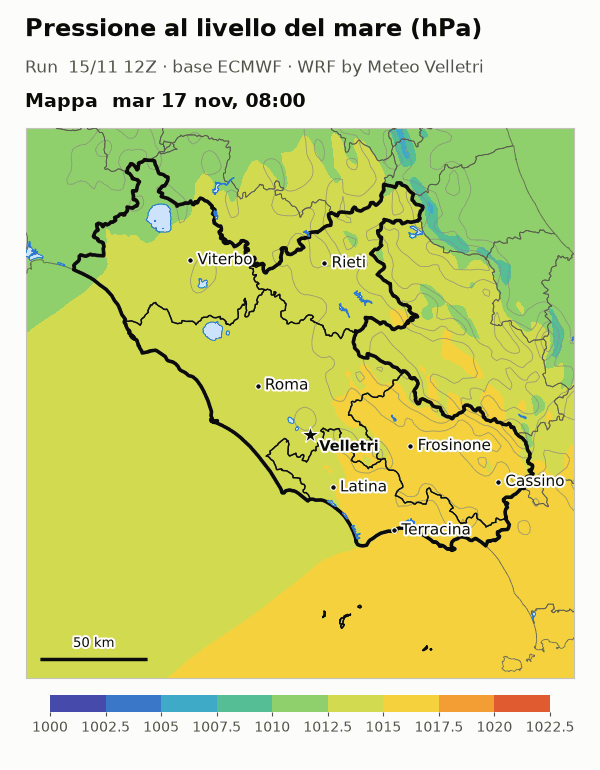 Pressione al livello del mare (hPa)
Run  15/11 12Z · base ECMWF · WRF by Meteo Velletri
Mappa  mar 17 nov, 08:00
Viterbo
Rieti
Roma
Velletri
Frosinone
Cassino
Latina
Terracina
50 km
1000 1002.5 1005 1007.5 1010 1012.5 1015 1017.5 1020 1022.5